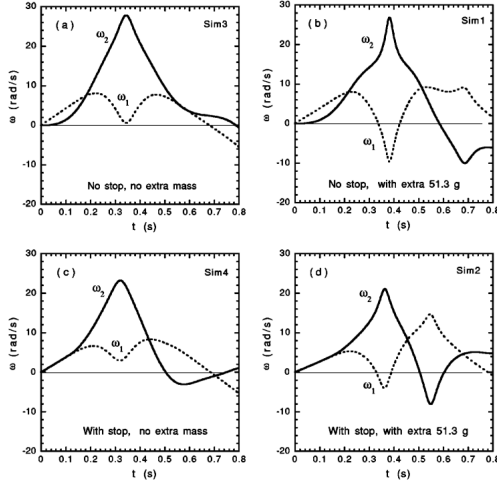 30
(a)
Sim3
20
ω2
10
ω1
0
-10
No stop, no extra mass
-20
0 0.1 0.2 0.3 0.4 0.5 0.6 0.7 0.8
t (s)
ω (rad/s)
30
(b)
Sim1
20
ω2
10
0
ω1
-10
No stop, with extra 51.3 g
-20
0 0.1 0.2 0.3 0.4 0.5 0.6 0.7 0.8
t (s)
ω (rad/s)
30
(c)
Sim4
ω2
20
10
ω1
0
-10
With stop, no extra mass
-20
0 0.1 0.2 0.3 0.4 0.5 0.6 0.7 0.8
t (s)
ω (rad/s)
30
(d)
Sim2
20
ω2
10
0
ω1
-10
With stop, with extra 51.3 g
-20
0 0.1 0.2 0.3 0.4 0.5 0.6 0.7 0.8
t (s)
ω (rad/s)